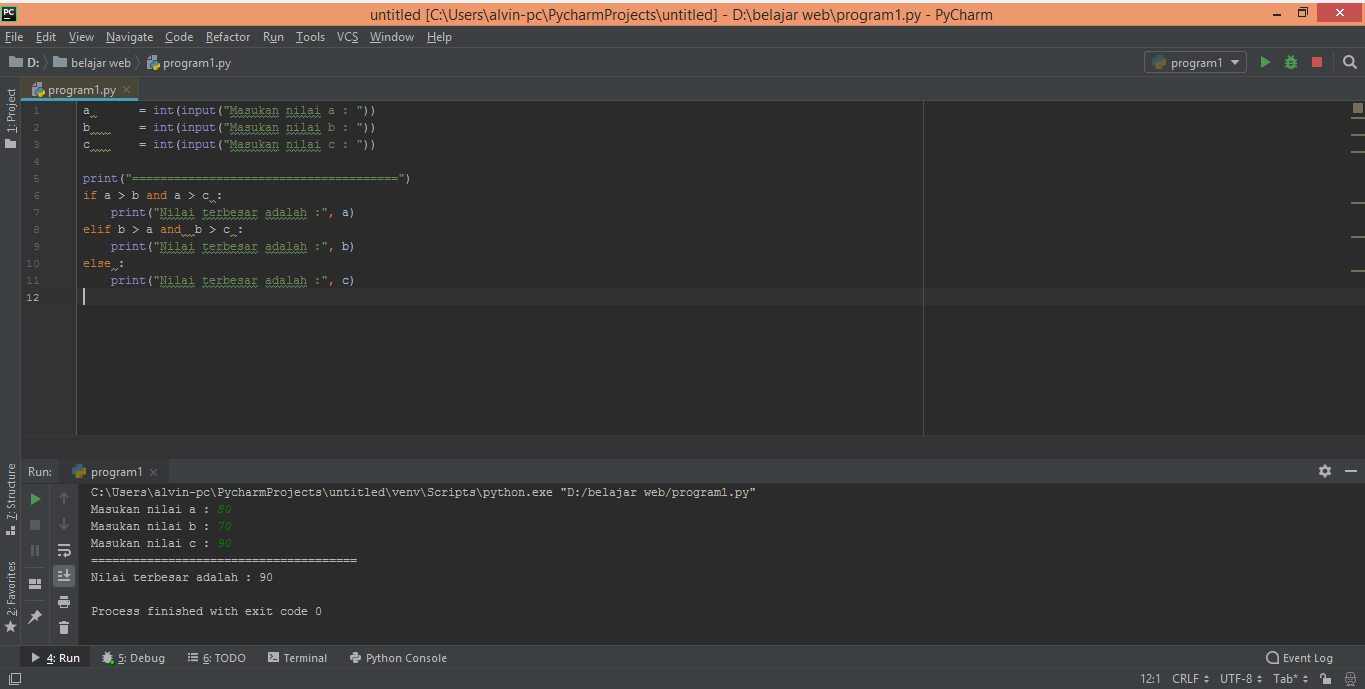 PC untitled [C:\Users\alvin-pc\PycharmProjects\untitled] - D:\belajar web\program1.py - PyCharm
File Edit View Navigate Code Refactor Run Tools VCS Window Help
D: belajar web program1.py program1
1: Project
program1.py
1 a = int(input("Masukan nilai a : "))
2 b = int(input("Masukan nilai b : "))
3 c = int(input("Masukan nilai c : "))
4
5 print("======================================")
6 if a > b and a > c :
7 print("Nilai terbesar adalah :", a)
8 elif b > a and  b > c :
9 print("Nilai terbesar adalah :", b)
10 else :
11 print("Nilai terbesar adalah :", c)
12
7: Structure
2: Favorites
Run: program1
C:\Users\alvin-pc\PycharmProjects\untitled\venv\Scripts\python.exe "D:/belajar web/program1.py"
Masukan nilai a : 80
Masukan nilai b : 70
Masukan nilai c : 90
======================================
Nilai terbesar adalah : 90
Process finished with exit code 0
4: Run 5: Debug 6: TODO Terminal Python Console Event Log
12:1 CRLF UTF-8 Tab*